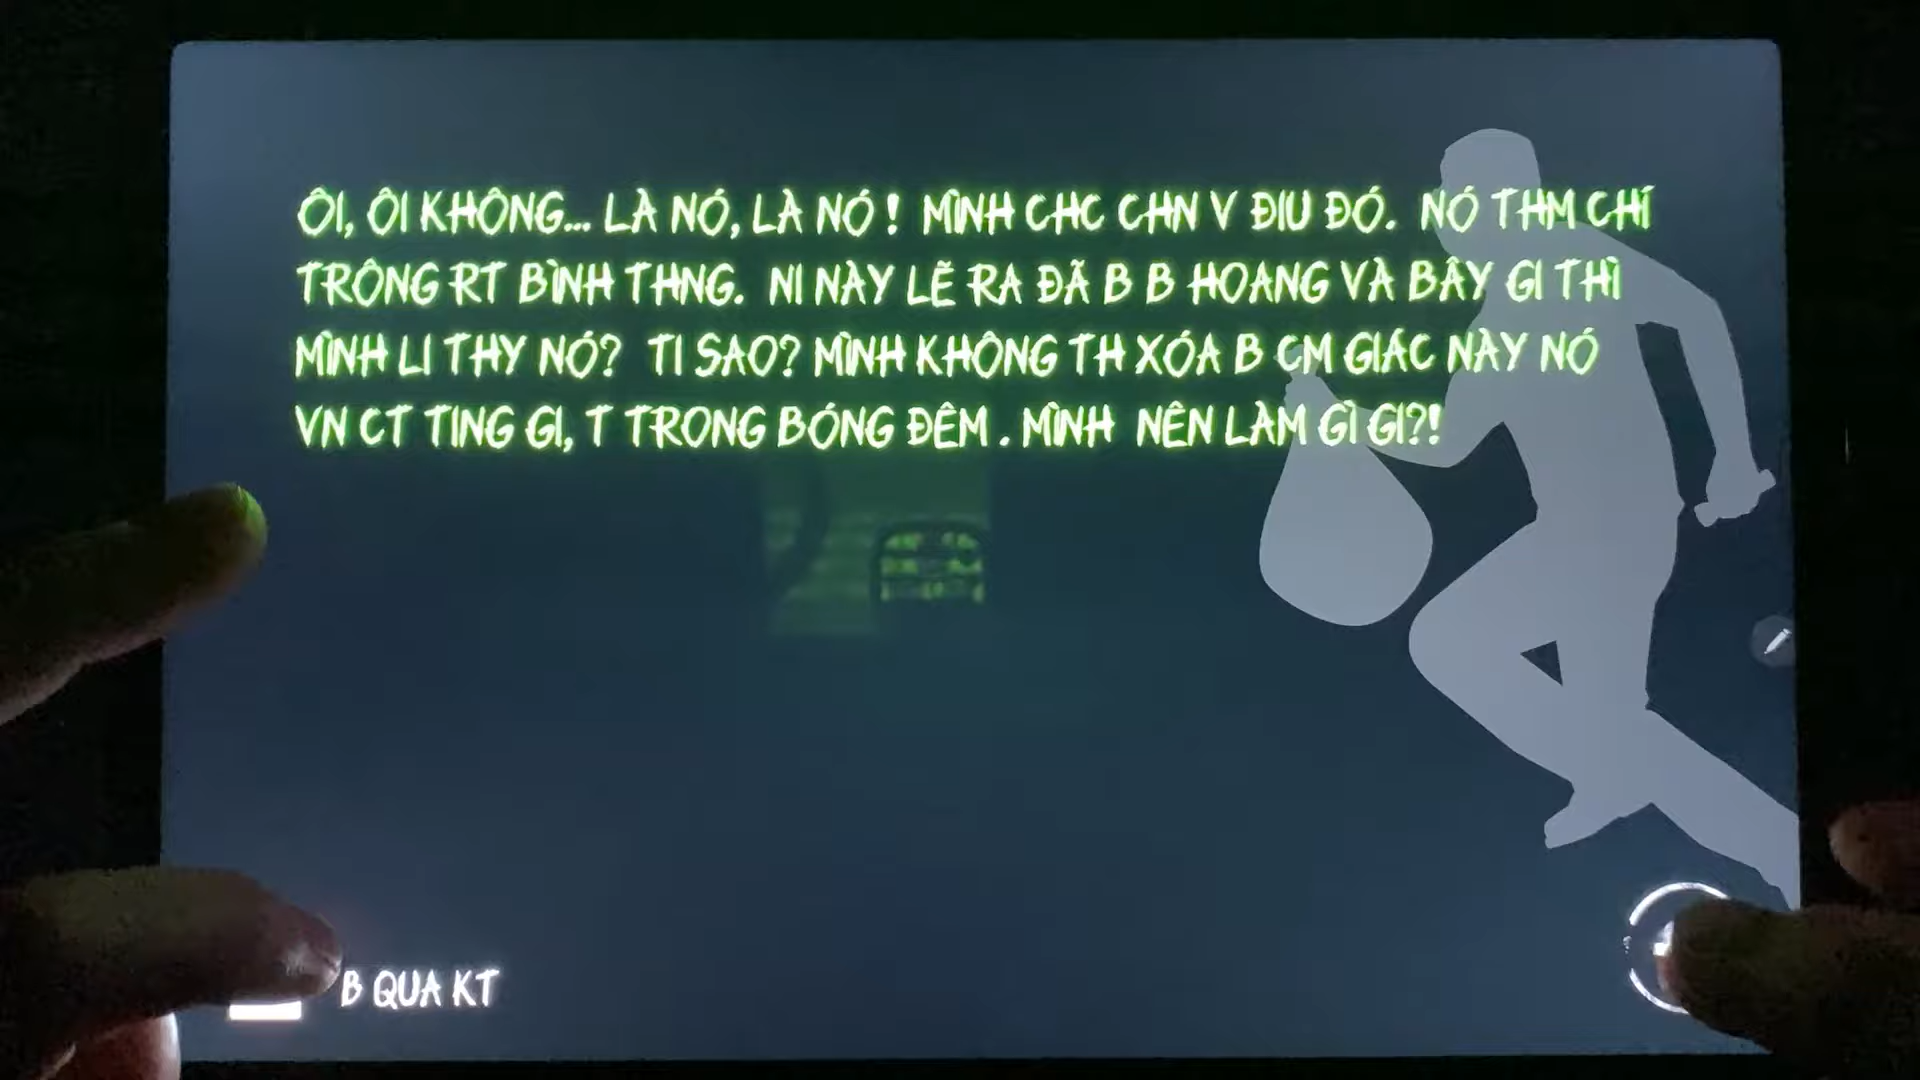 ÔI, ÔI KHÔNG... LÀ NÓ, LÀ NÓ ! MÌNH CHC CHN V ĐIU ĐÓ. NÓ THM CHÍ
TRÔNG RT BÌNH THNG. NI NÀY LẼ RA ĐÃ B B HOANG VÀ BÂY GI THÌ
MÌNH LI THY NÓ? TI SAO? MÌNH KHÔNG TH XÓA B CM GIÁC NÀY NÓ
VN CT TING GI, T TRONG BÓNG ĐÊM . MÌNH NÊN LÀM GÌ GI?!
B QUA KT